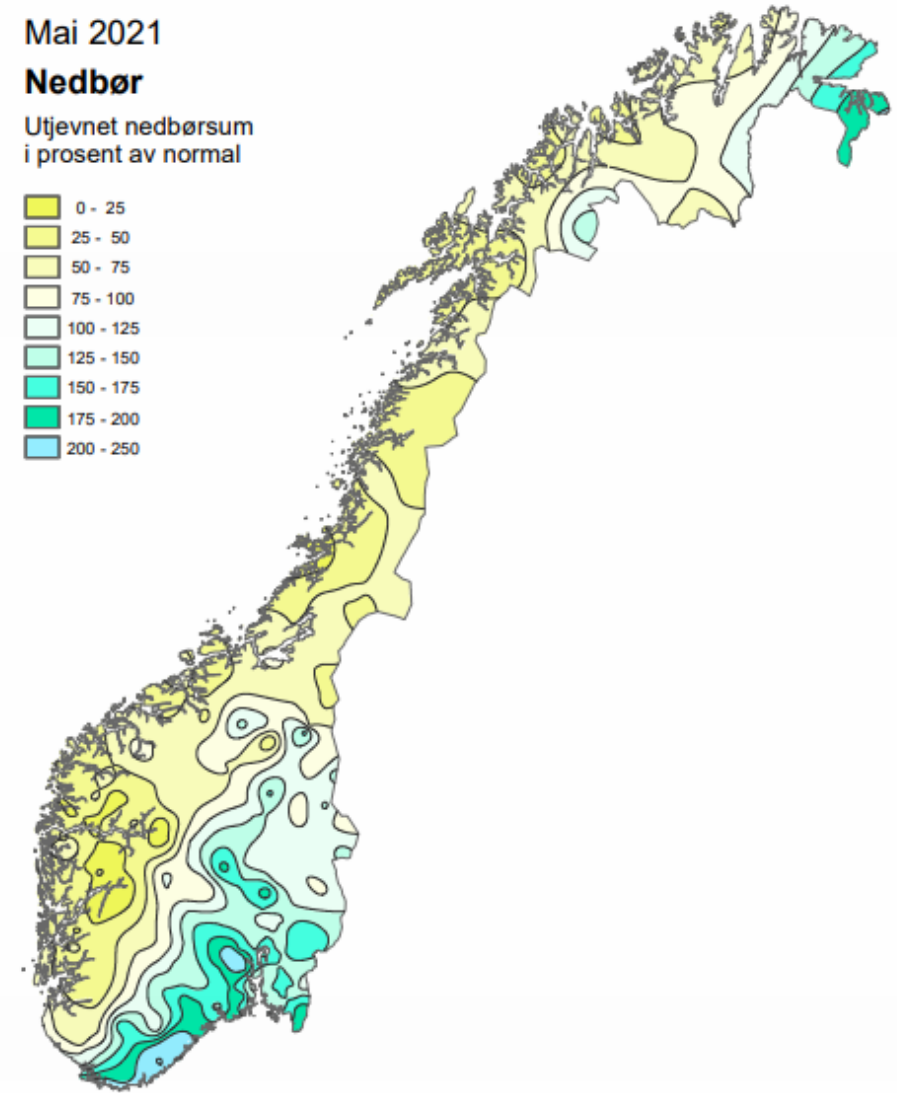 Mai 2021
Nedbør
Utjevnet nedbørsum
i prosent av normal
0 - 25
25 - 50
50 - 75
75 - 100
100 - 125
125 - 150
150 - 175
175 - 200
200 - 250